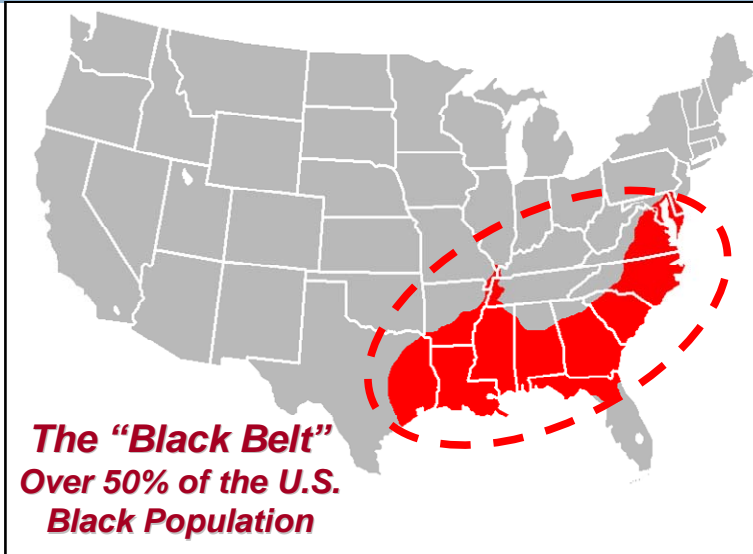 The “Black Belt”
Over 50% of the U.S.
Black Population